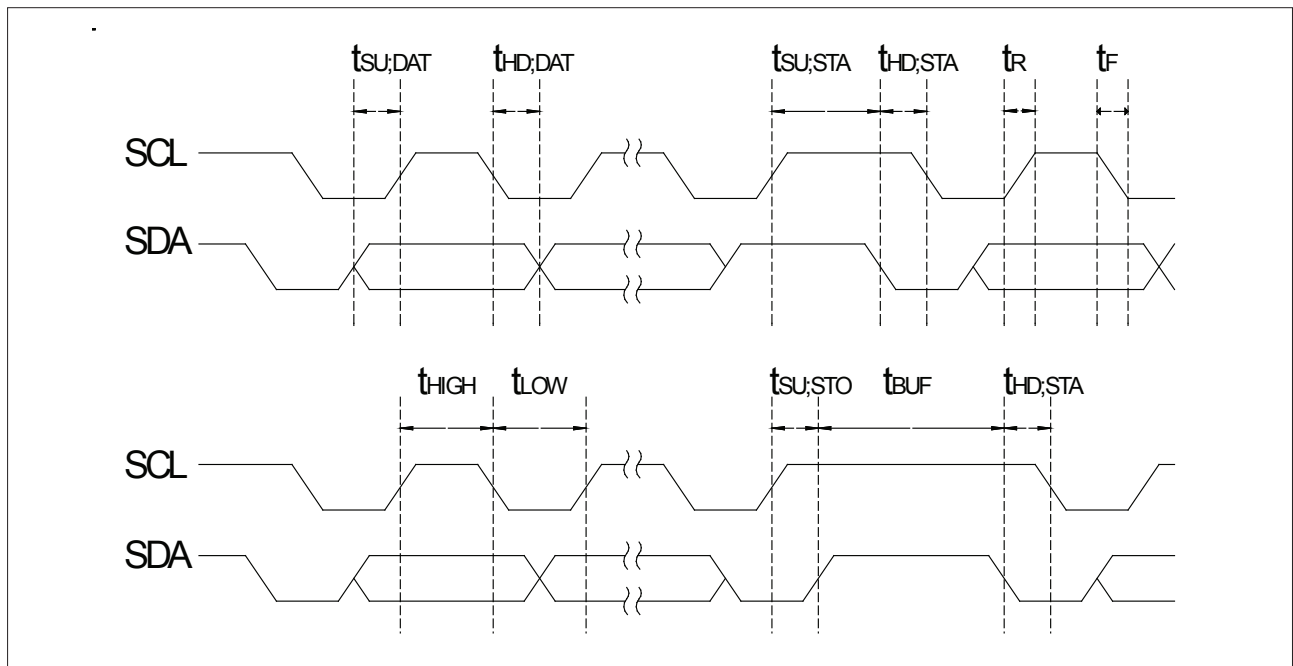 tSU;DAT tHD;DAT tSU;STA tHD;STA tR tF
SCL
SDA
tHIGH tLOW tSU;STO tBUF tHD;STA
SCL
SDA